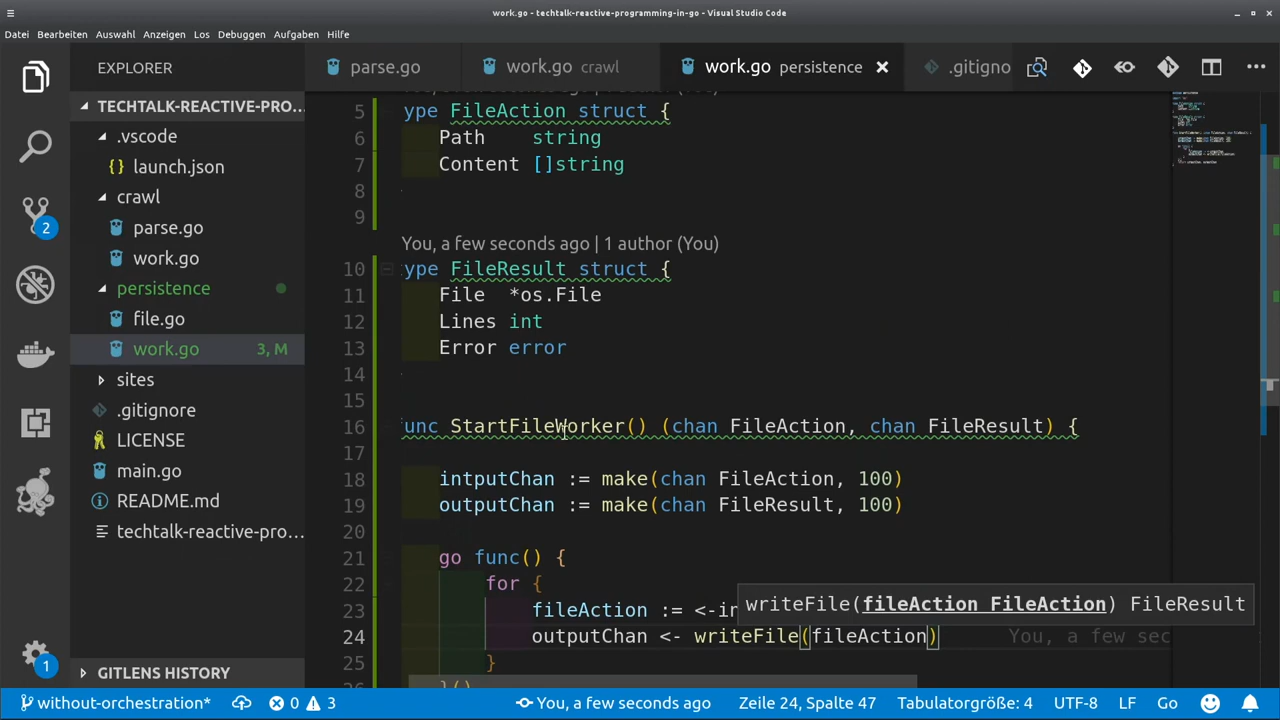 work.go - techtalk-reactive-programming-in-go - Visual Studio Code
Datei Bearbeiten Auswahl Anzeigen Los Debuggen Aufgaben Hilfe
EXPLORER
parse.go
work.go crawl
work.go persistence
.gitigno
TECHTALK-REACTIVE-PRO...
.vscode
{} launch.json
crawl
parse.go
work.go
persistence
file.go
work.go 3, M
sites
.gitignore
LICENSE
main.go
README.md
techtalk-reactive-pro...
GITLENS HISTORY
2
1
5 ype FileAction struct {
6 Path string
7 Content []string
8
9
You, a few seconds ago | 1 author (You)
10 ype FileResult struct {
11 File *os.File
12 Lines int
13 Error error
14
15
16 unc StartFileWorker() (chan FileAction, chan FileResult) {
17
18 intputChan := make(chan FileAction, 100)
19 outputChan := make(chan FileResult, 100)
20
21 go func() {
22 for {
writeFile(fileAction FileAction) FileResult
23 fileAction := <-in
24 outputChan <- writeFile(fileAction) You, a few sec
25 }
}()
without-orchestration* 0 3 You, a few seconds ago Zeile 24, Spalte 47 Tabulatorgröße: 4 UTF-8 LF Go